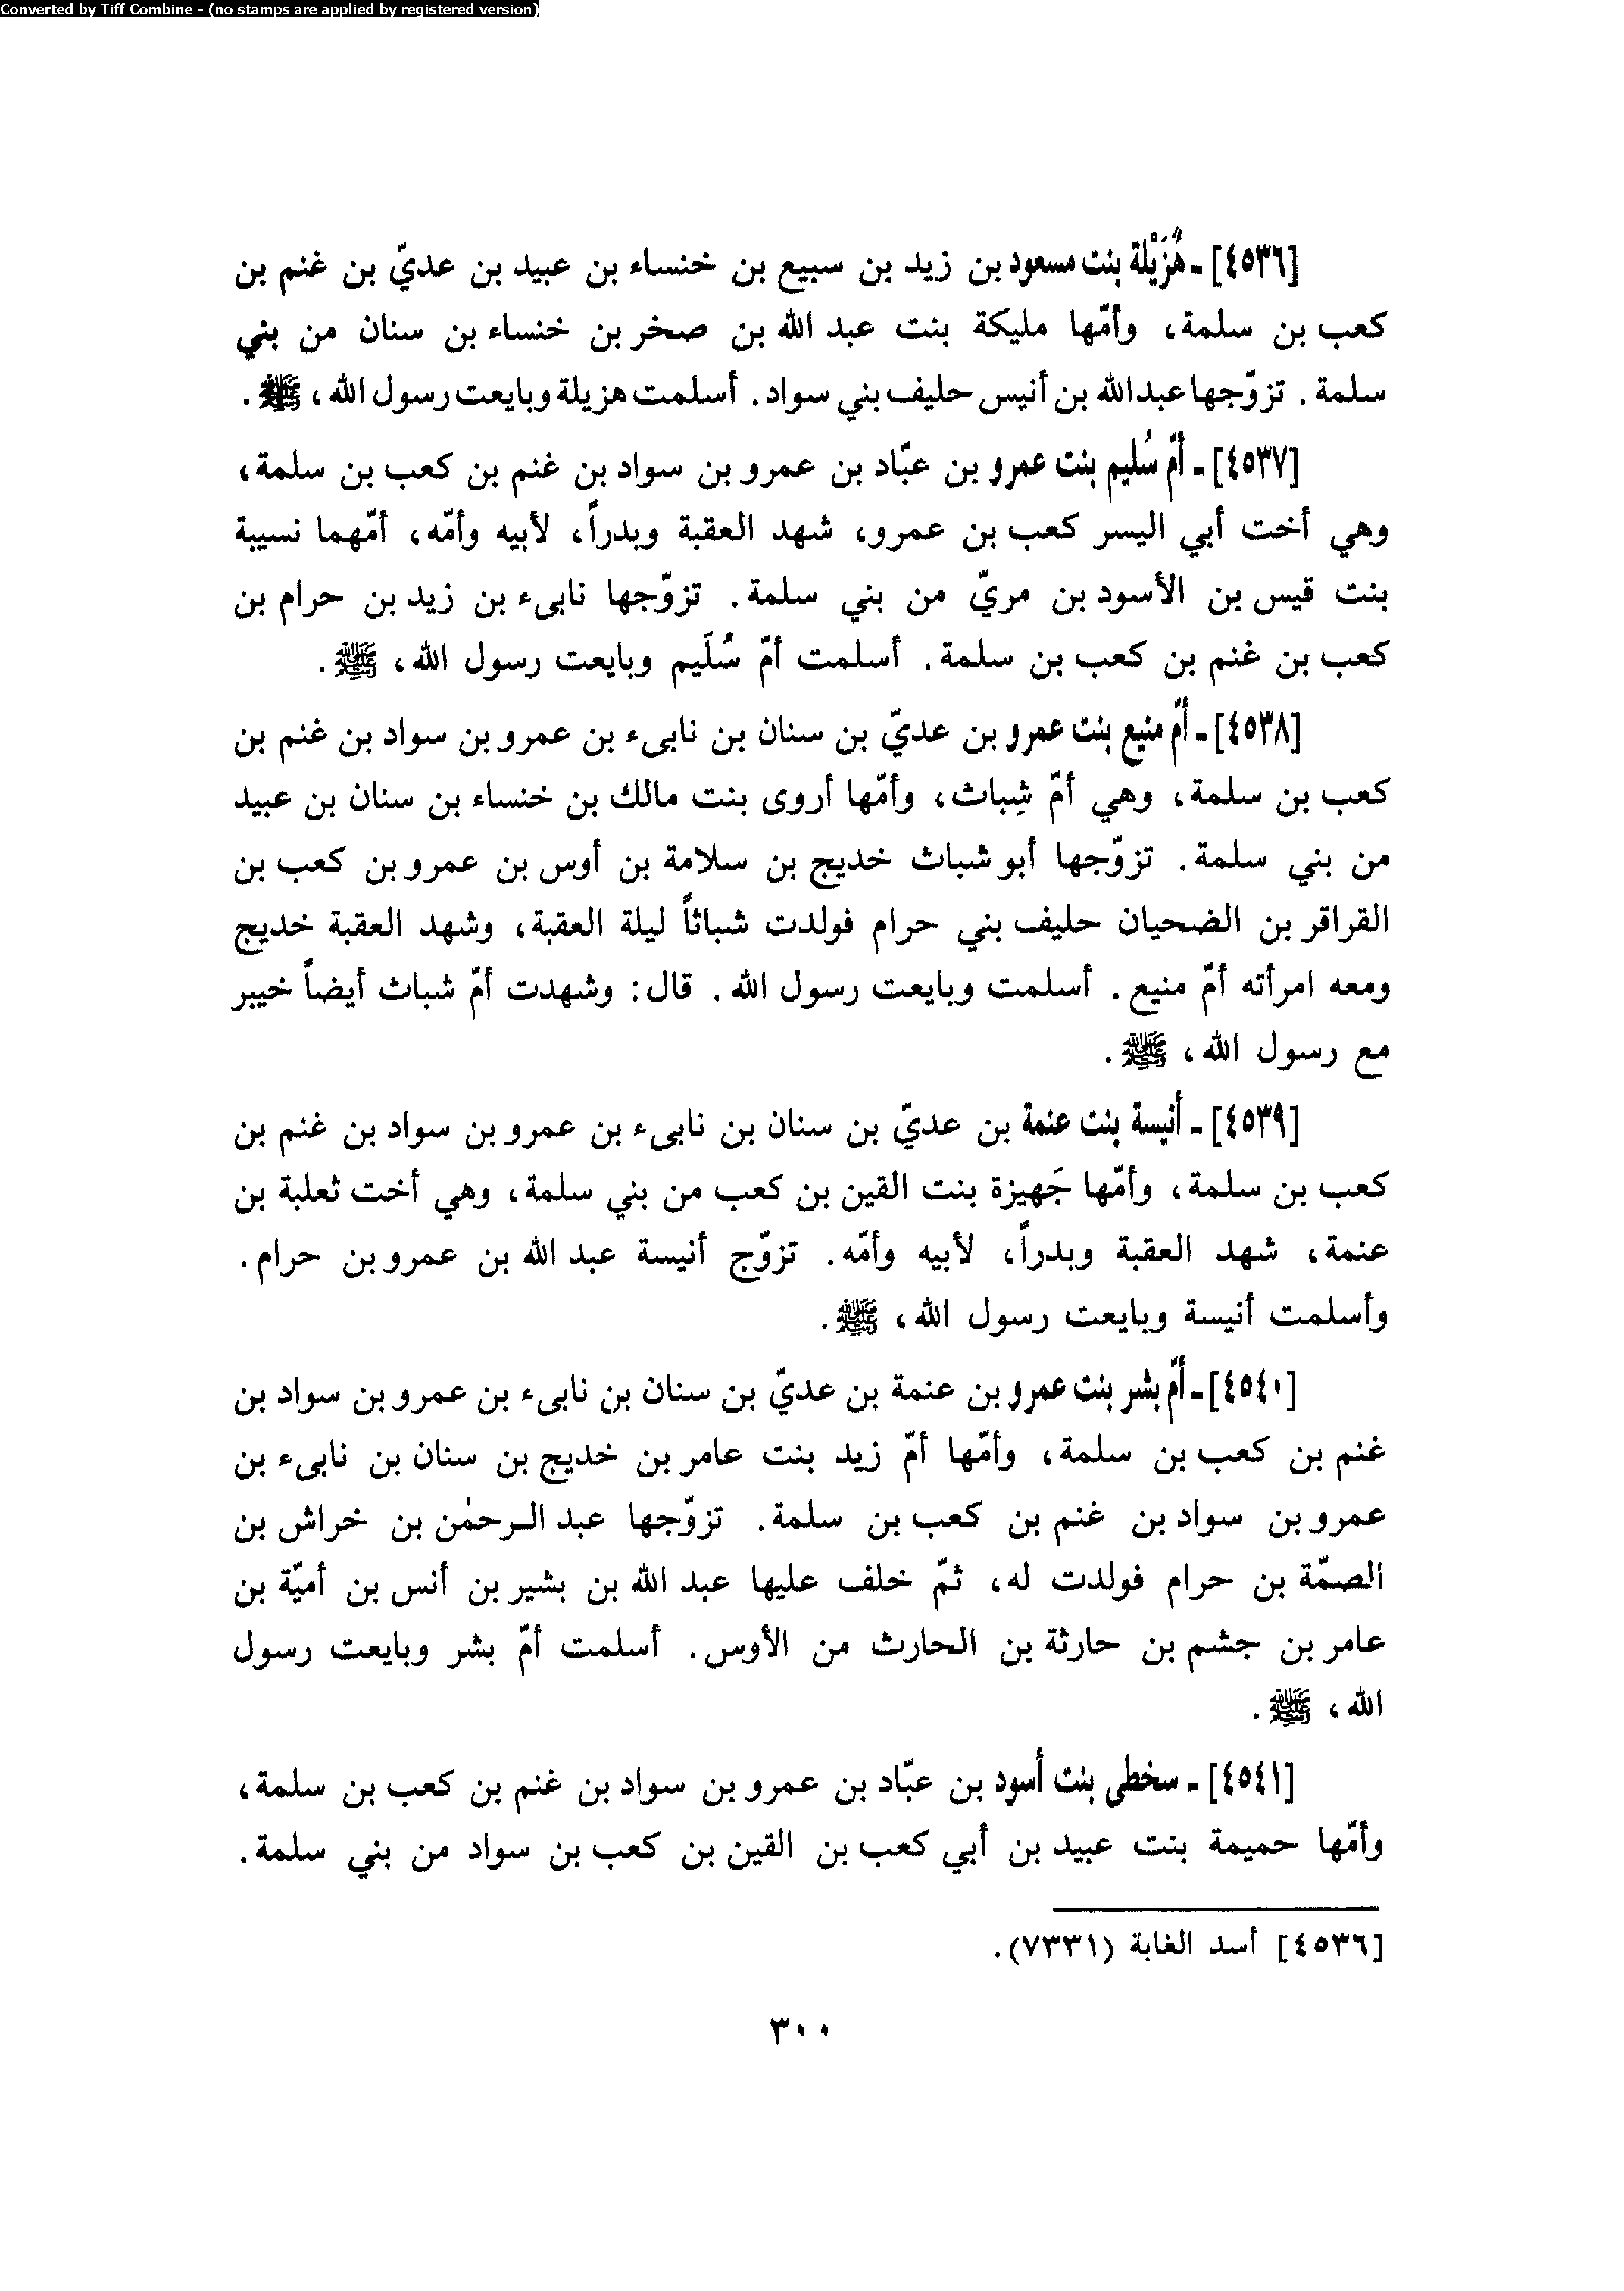 Converted by Tiff Combine - (no stamps are applied by registered version)
[٤٥٣٦] - هُزَيْلة بنت مسعود بن زيد بن سبيع بن خنساء بن عبيد بن عديّ بن غنم بن
كعب بن سلمة، وأمّها مليكة بنت عبد الله بن صخر بن خنساء بن سنان من بني
سلمة. تزوّجها عبد الله بن أنيس حليف بني سواد. أسلمت هزيلة وبايعت رسول الله، ﷺ.
[٤٥٣٧] - أمّ سُليم بنت عمرو بن عبّاد بن عمرو بن سواد بن غنم بن كعب بن سلمة،
وهي أخت أبي اليسر كعب بن عمرو، شهد العقبة وبدراً، لأبيه وأمّه، أمّهما نسيبة
بنت قيس بن الأسود بن مريّ من بني سلمة. تزوّجها نابىء بن زيد بن حرام بن
كعب بن غنم بن كعب بن سلمة. أسلمت أمّ سُلَيم وبايعت رسول الله، ﷺ.
[٤٥٣٨] - أمّ منيع بنت عمرو بن عديّ بن سنان بن نابىء بن عمرو بن سواد بن غنم بن
كعب بن سلمة، وهي أمّ شِباث، وأمّها أروى بنت مالك بن خنساء بن سنان بن عبيد
من بني سلمة. تزوّجها أبو شباث خديج بن سلامة بن أوس بن عمرو بن كعب بن
القراقر بن الضحيان حليف بني حرام فولدت شباثاً ليلة العقبة، وشهد العقبة خديج
ومعه امرأته أمّ منيع. أسلمت وبايعت رسول الله. قال: وشهدت أمّ شباث أيضاً خيبر
مع رسول الله، ﷺ.
[٤٥٣٩] - أنيسة بنت عنمة بن عديّ بن سنان بن نابىء بن عمرو بن سواد بن غنم بن
كعب بن سلمة، وأمّها جَهيزة بنت القين بن كعب من بني سلمة، وهي أخت ثعلبة بن
عنمة، شهد العقبة وبدراً، لأبيه وأمّه. تزوّج أنيسة عبد الله بن عمرو بن حرام.
وأسلمت أنيسة وبايعت رسول الله، ﷺ.
[٤٥٤٠] - أمّ بشر بنت عمرو بن عنمة بن عديّ بن سنان بن نابىء بن عمرو بن سواد بن
غنم بن كعب بن سلمة، وأمّها أمّ زيد بنت عامر بن خديج بن سنان بن نابىء بن
عمرو بن سواد بن غنم بن كعب بن سلمة. تزوّجها عبد الرحمٰن بن خراش بن
الصمّة بن حرام فولدت له، ثمّ خلف عليها عبد الله بن بشير بن أنس بن أميّة بن
عامر بن جشم بن حارثة بن الحارث من الأوس. أسلمت أمّ بشر وبايعت رسول
الله، ﷺ.
[٤٥٤١] - سخطى بنت أسود بن عبّاد بن عمرو بن سواد بن غنم بن كعب بن سلمة،
وأمّها حميمة بنت عبيد بن أبي كعب بن القين بن كعب بن سواد من بني سلمة.
[٤٥٣٦] أسد الغابة (٧٣٣١).
٣٠٠